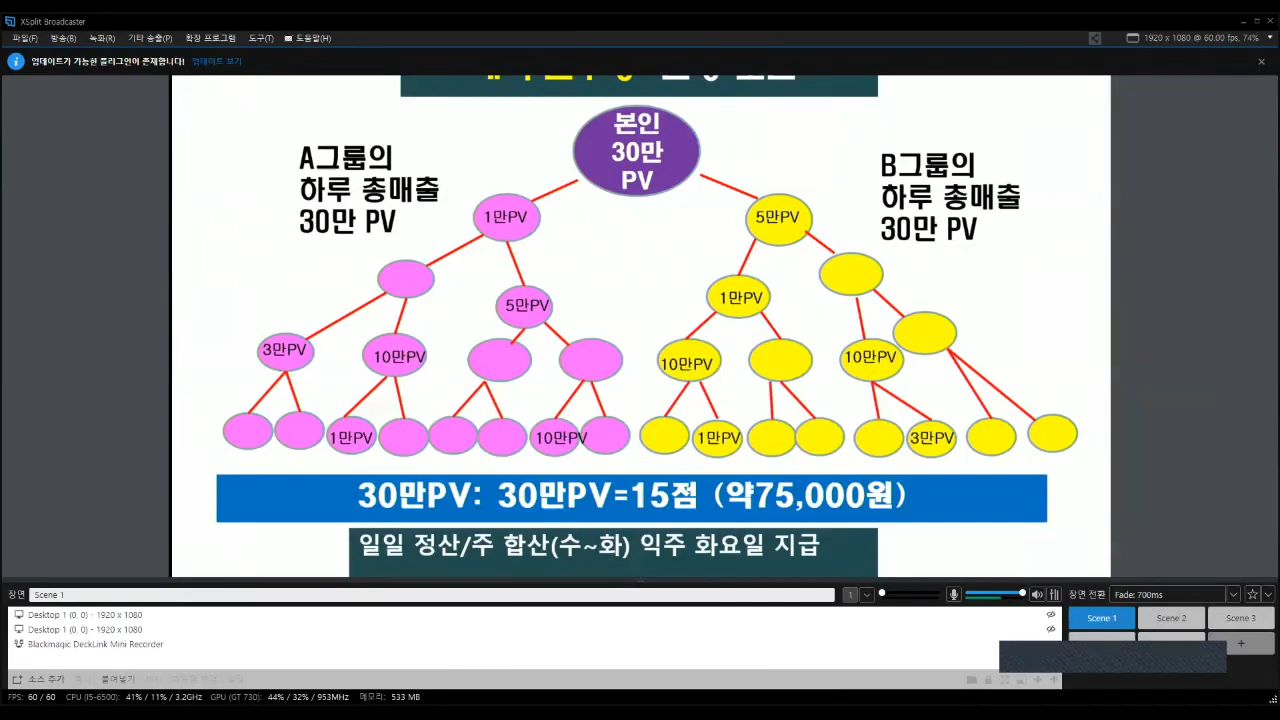 XSplit Broadcaster
파일(F) 방송(B) 녹화(R) 기타 송출(P) 확장 프로그램 도구(T) 도움말(H)
1920 x 1080 @ 60.00 fps, 74%
업데이트가 가능한 플러그인이 존재합니다! 업데이트 보기
본인
30만
PV
A그룹의
하루 총매출
30만 PV
B그룹의
하루 총매출
30만 PV
1만PV
5만PV
5만PV
1만PV
3만PV
10만PV
10만PV
10만PV
1만PV
10만PV
1만PV
3만PV
30만PV: 30만PV=15점 (약75,000원)
일일 정산/주 합산(수~화) 익주 화요일 지급
장면 Scene 1
1
장면 전환 Fade: 700ms
Desktop 1 (0, 0) - 1920 x 1080
Desktop 1 (0, 0) - 1920 x 1080
Blackmagic DeckLink Mini Recorder
Scene 1 Scene 2 Scene 3
소스 추가 붙여넣기
FPS: 60 / 60 CPU (i5-6500): 41% / 11% / 3.2GHz GPU (GT 730): 44% / 32% / 953MHz 메모리: 533 MB